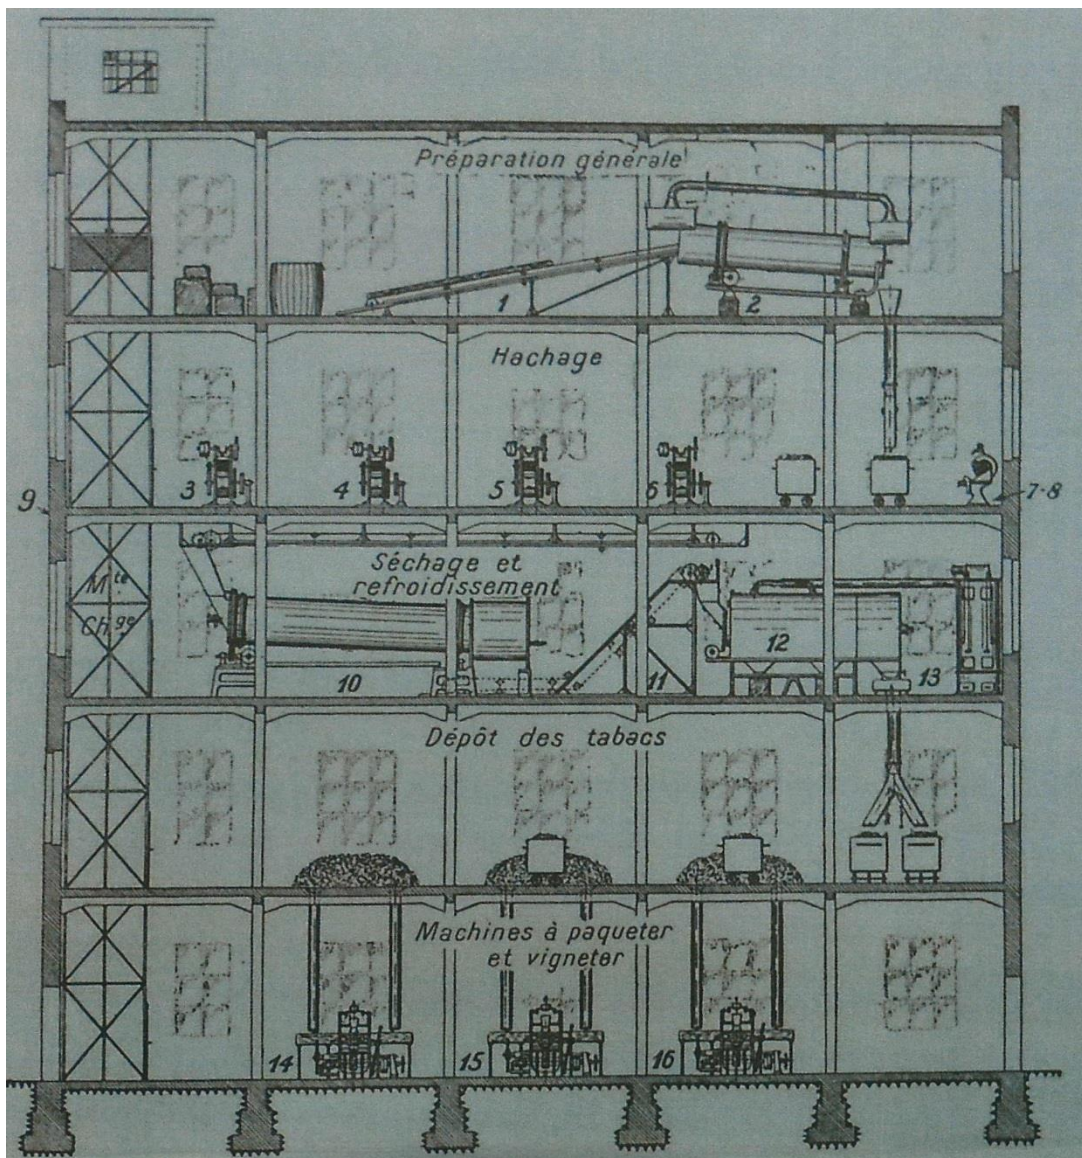 Préparation générale
1
2
Hachage
3
4
5
6
7-8
9
Séchage et
refroidissement
Mte
Chge
10
11
12
13
Dépôt des tabacs
Machines à paqueter
et vigneter
14
15
16